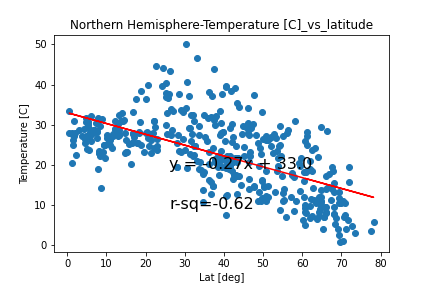 Northern Hemisphere-Temperature [C]_vs_latitude
50
40
30
20
10
0
Temperature [C]
y = -0.27x + 33.0
r-sq=-0.62
0 10 20 30 40 50 60 70 80
Lat [deg]